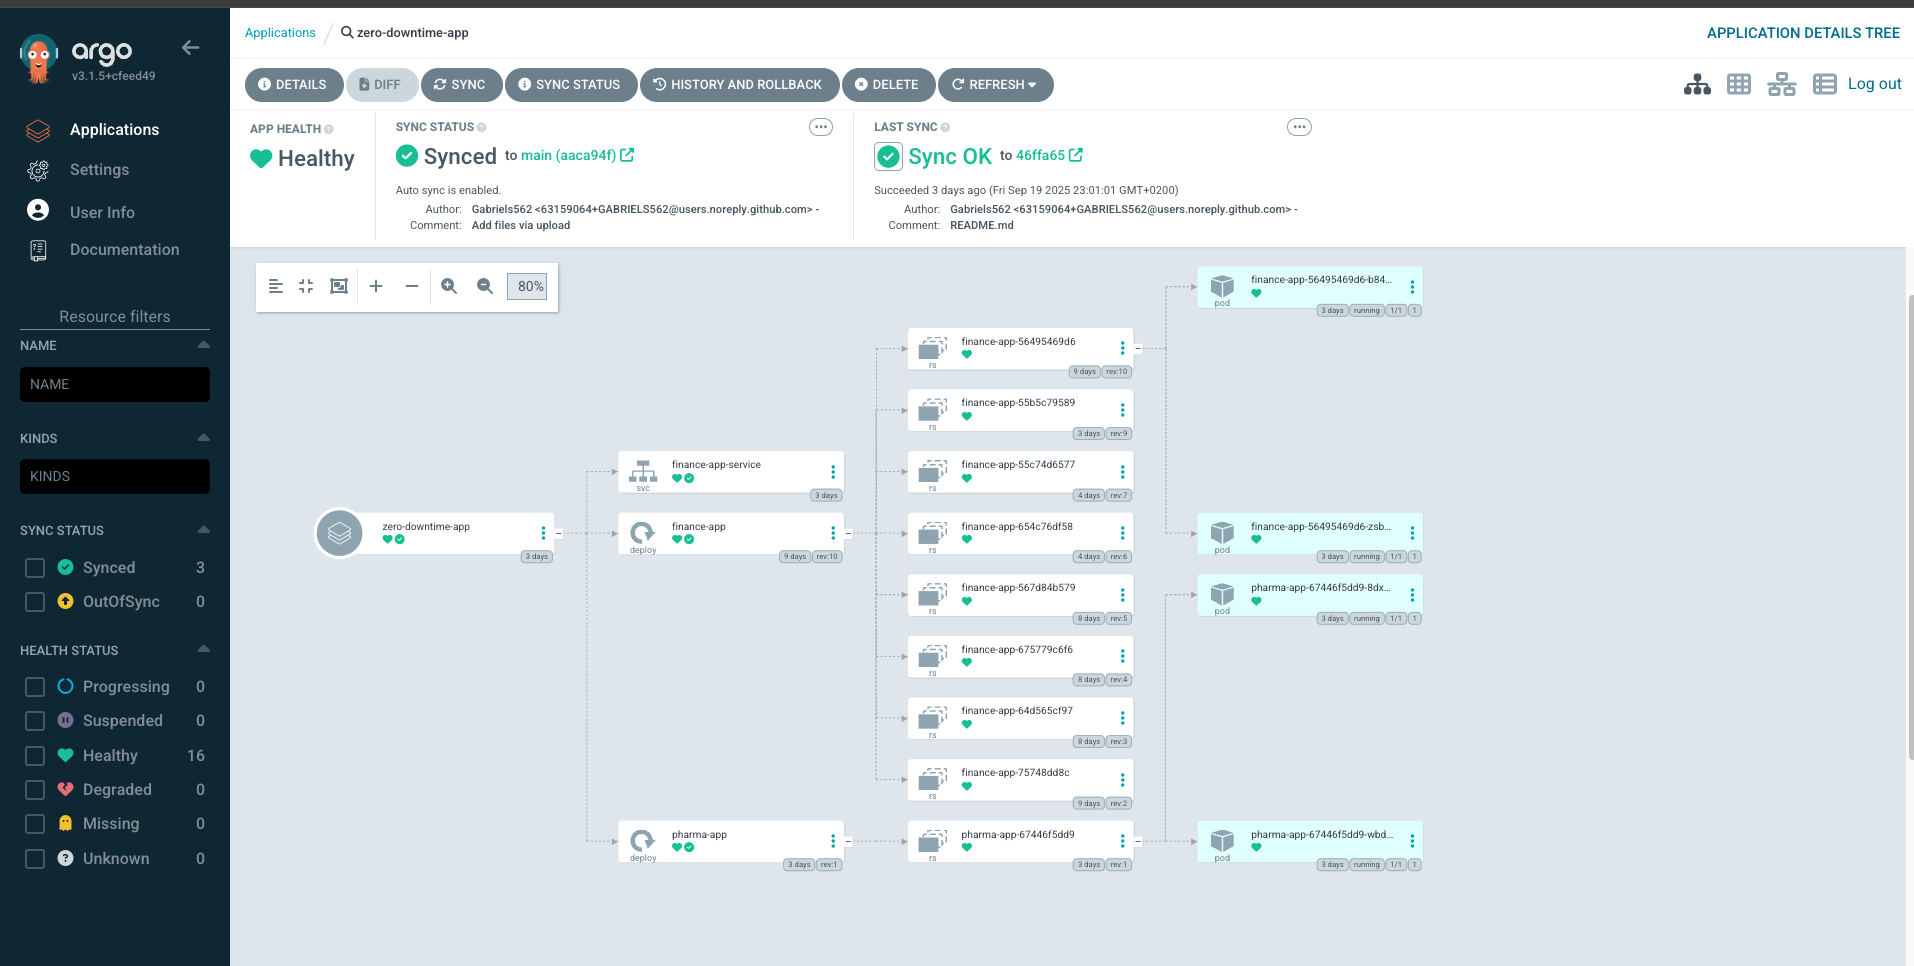 argo
v3.1.5+cfeed49
Applications
Settings
User Info
Documentation
Resource filters
NAME
NAME
KINDS
KINDS
SYNC STATUS
Synced 3
OutOfSync 0
HEALTH STATUS
Progressing 0
Suspended 0
Healthy 16
Degraded 0
Missing 0
Unknown 0
Applications / zero-downtime-app
APPLICATION DETAILS TREE
DETAILS DIFF SYNC SYNC STATUS HISTORY AND ROLLBACK DELETE REFRESH
Log out
APP HEALTH
Healthy
SYNC STATUS
Synced to main (aaca94f)
Auto sync is enabled.
Author: Gabriels562 <63159064+GABRIELS562@users.noreply.github.com> -
Comment: Add files via upload
LAST SYNC
Sync OK to 46ffa65
Succeeded 3 days ago (Fri Sep 19 2025 23:01:01 GMT+0200)
Author: Gabriels562 <63159064+GABRIELS562@users.noreply.github.com> -
Comment: README.md
80%
zero-downtime-app
3 days
finance-app-service
svc
3 days
finance-app
deploy
9 days rev:10
pharma-app
deploy
3 days rev:1
finance-app-56495469d6
rs
9 days rev:10
finance-app-55b5c79589
rs
3 days rev:9
finance-app-55c74d6577
rs
4 days rev:7
finance-app-654c76df58
rs
4 days rev:6
finance-app-567d84b579
rs
8 days rev:5
finance-app-675779c6f6
rs
8 days rev:4
finance-app-64d565cf97
rs
8 days rev:3
finance-app-75748dd8c
rs
9 days rev:2
pharma-app-67446f5dd9
rs
3 days rev:1
finance-app-56495469d6-b84...
pod
3 days running 1/1 1
finance-app-56495469d6-zsb...
pod
3 days running 1/1 1
pharma-app-67446f5dd9-8dx...
pod
3 days running 1/1 1
pharma-app-67446f5dd9-wbd...
pod
3 days running 1/1 1